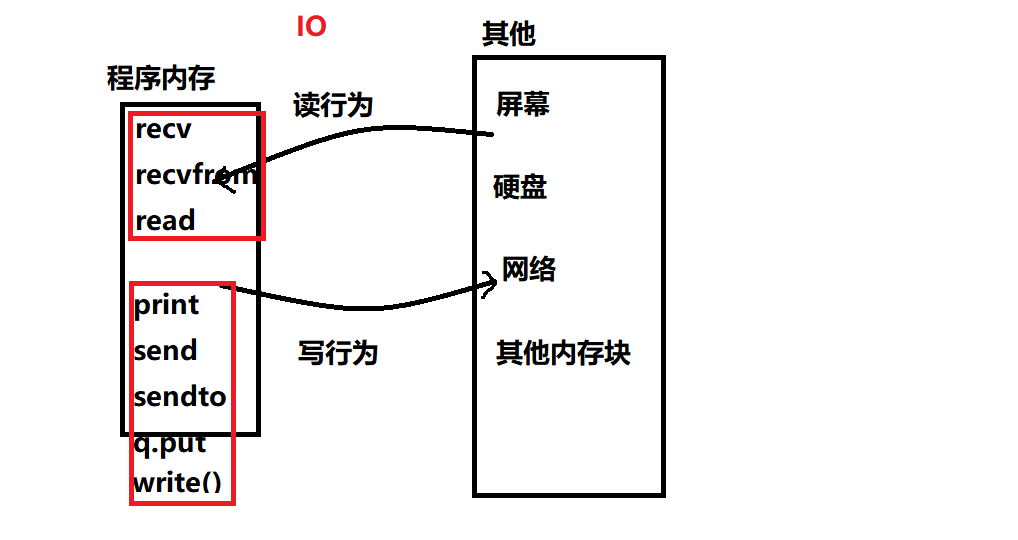 IO
其他
程序内存
读行为
recv
recvfrom
read
屏幕
硬盘
网络
print
send
sendto
q.put
write()
写行为
其他内存块